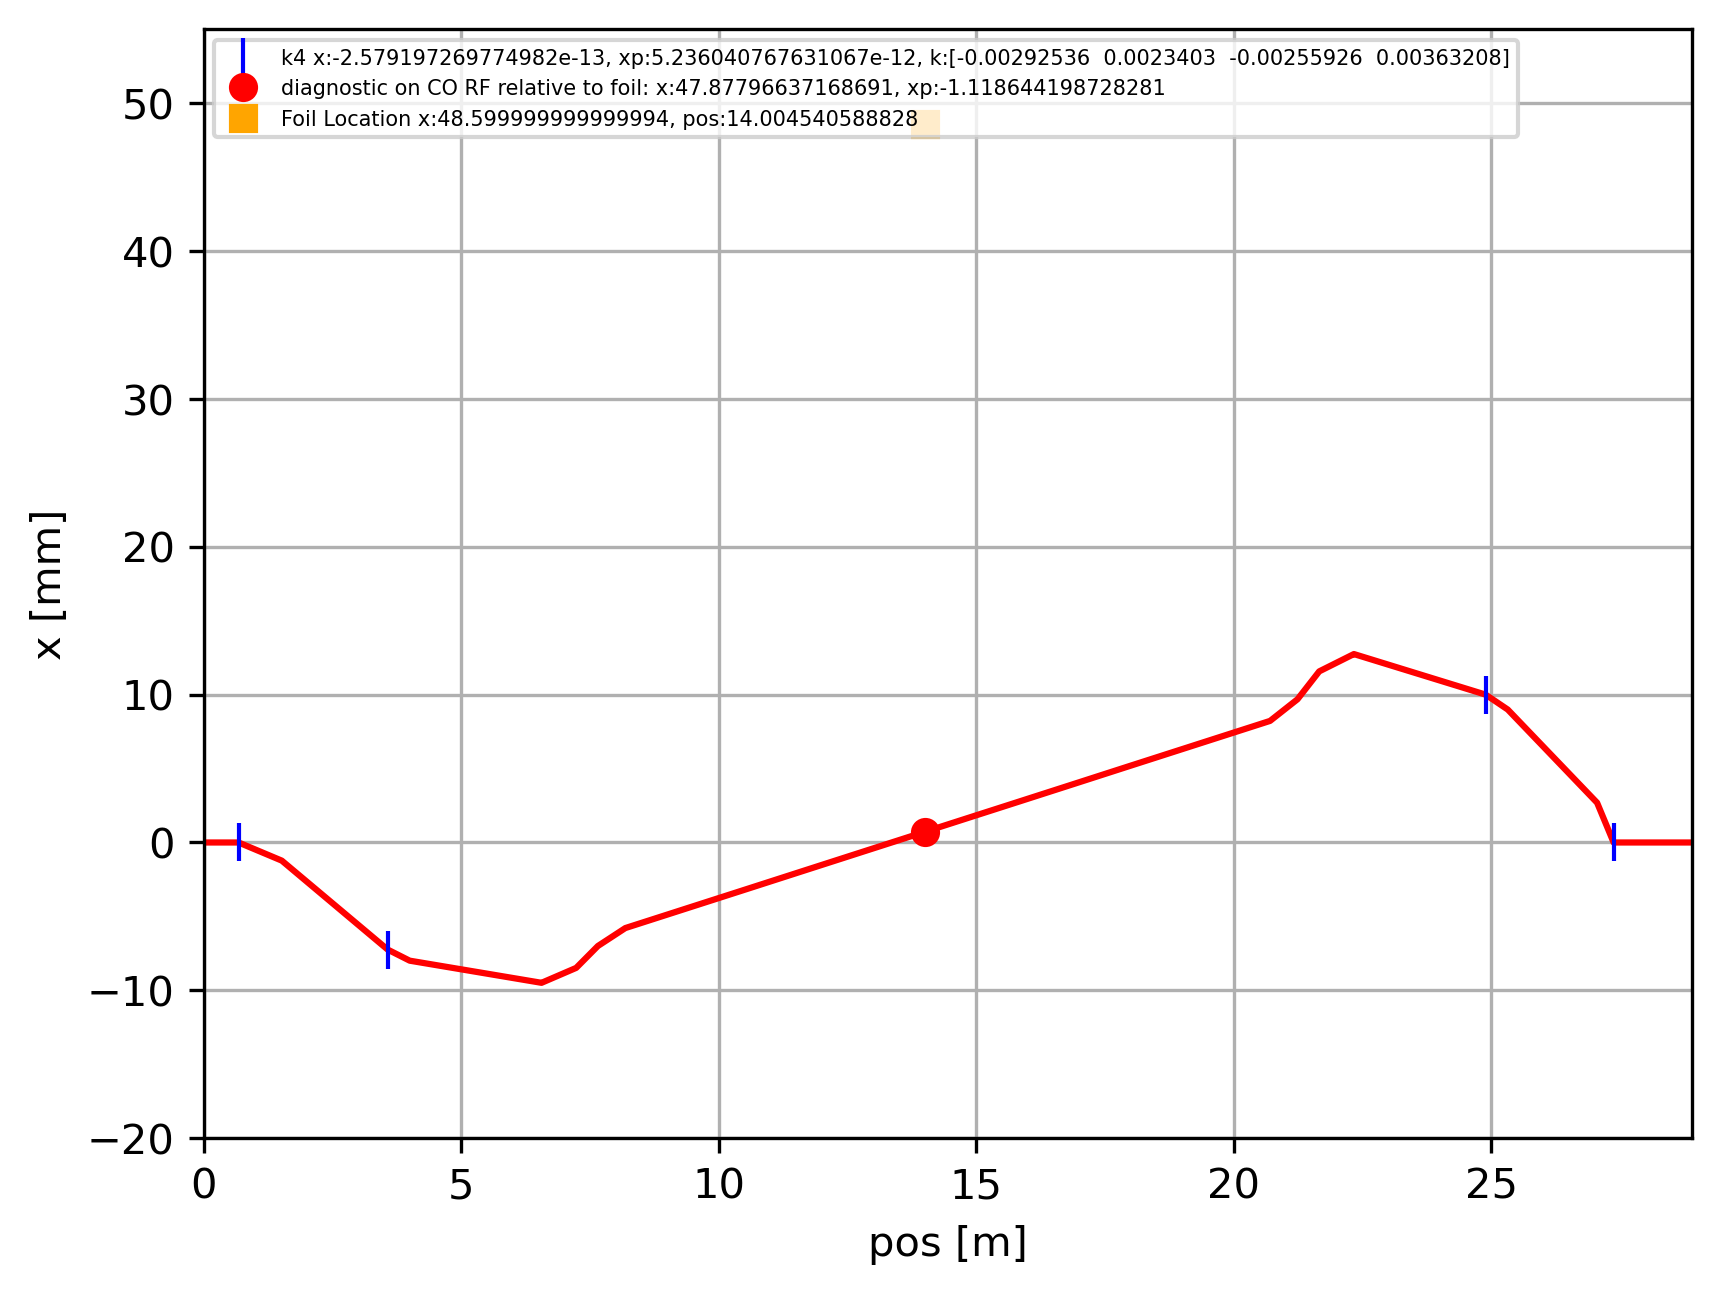 k4 x:-2.579197269774982e-13, xp:5.236040767631067e-12, k:[-0.00292536  0.0023403  -0.00255926  0.00363208]
diagnostic on CO RF relative to foil: x:47.87796637168691, xp:-1.118644198728281
Foil Location x:48.599999999999994, pos:14.004540588828
50
40
30
20
10
0
−10
−20
x [mm]
0 5 10 15 20 25
pos [m]